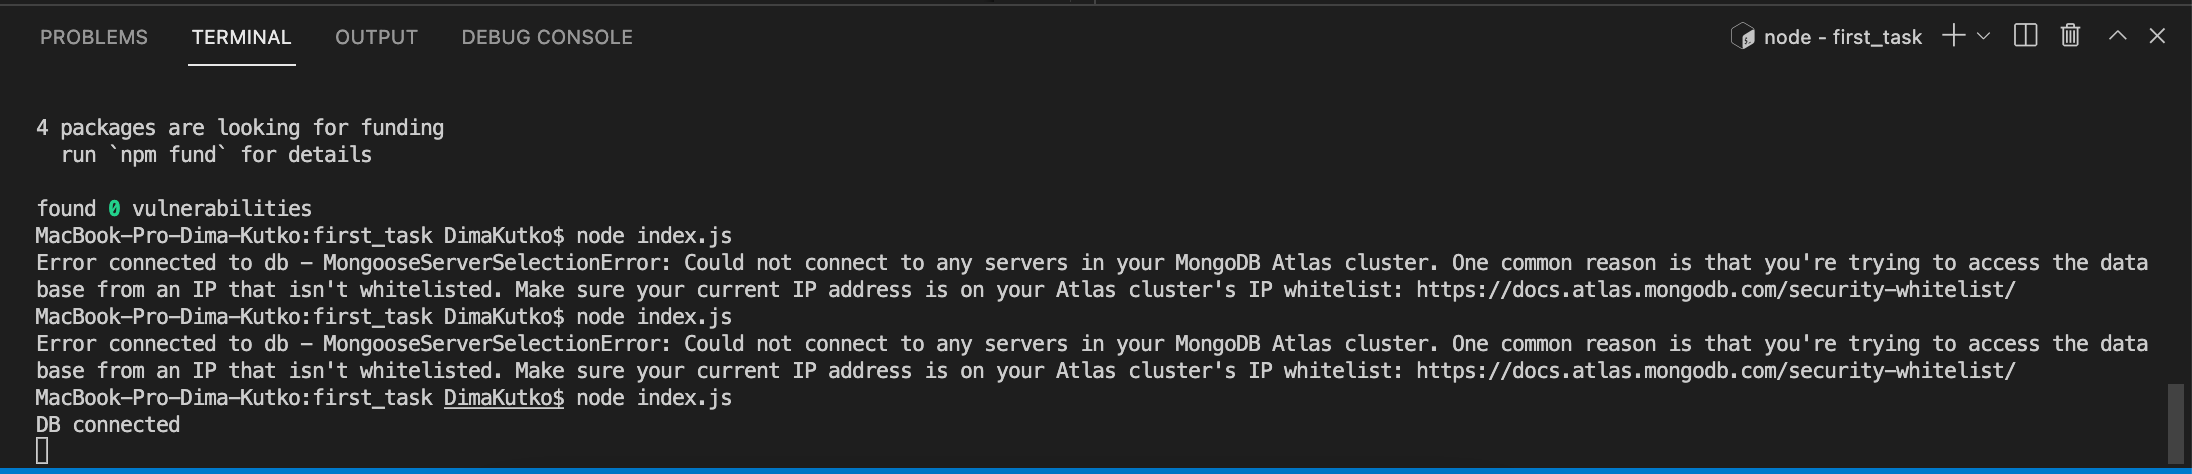 PROBLEMS TERMINAL OUTPUT DEBUG CONSOLE node - first_task
4 packages are looking for funding
  run `npm fund` for details
found 0 vulnerabilities
MacBook-Pro-Dima-Kutko:first_task DimaKutko$ node index.js
Error connected to db - MongooseServerSelectionError: Could not connect to any servers in your MongoDB Atlas cluster. One common reason is that you're trying to access the data
base from an IP that isn't whitelisted. Make sure your current IP address is on your Atlas cluster's IP whitelist: https://docs.atlas.mongodb.com/security-whitelist/
MacBook-Pro-Dima-Kutko:first_task DimaKutko$ node index.js
Error connected to db - MongooseServerSelectionError: Could not connect to any servers in your MongoDB Atlas cluster. One common reason is that you're trying to access the data
base from an IP that isn't whitelisted. Make sure your current IP address is on your Atlas cluster's IP whitelist: https://docs.atlas.mongodb.com/security-whitelist/
MacBook-Pro-Dima-Kutko:first_task DimaKutko$ node index.js
DB connected